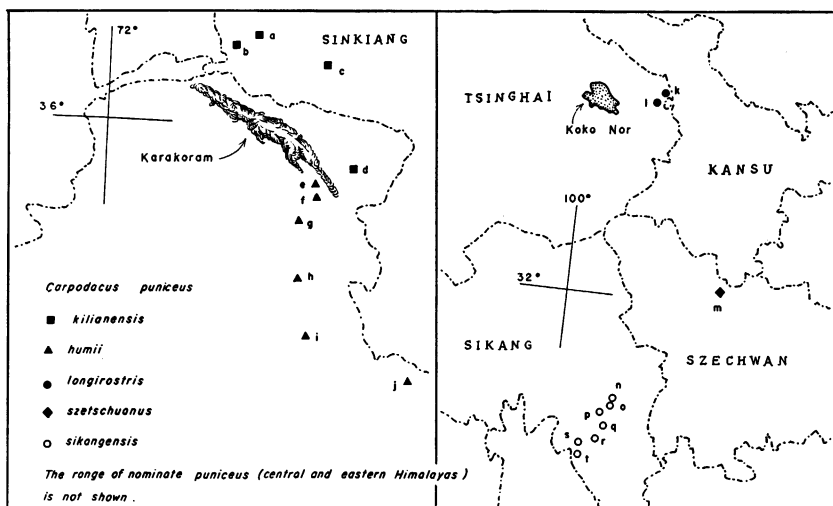 72°
a
b
SINKIANG
c
36°
Karakoram
d
e
f
g
h
i
j
Carpodacus puniceus
kilianensis
humii
longirostris
szetschuanus
sikangensis
The range of nominate puniceus (central and eastern Himalayas)
is not shown.
TSINGHAI
k
l
Koko Nor
KANSU
100°
32°
m
SIKANG
SZECHWAN
n
o
p
q
r
s
t